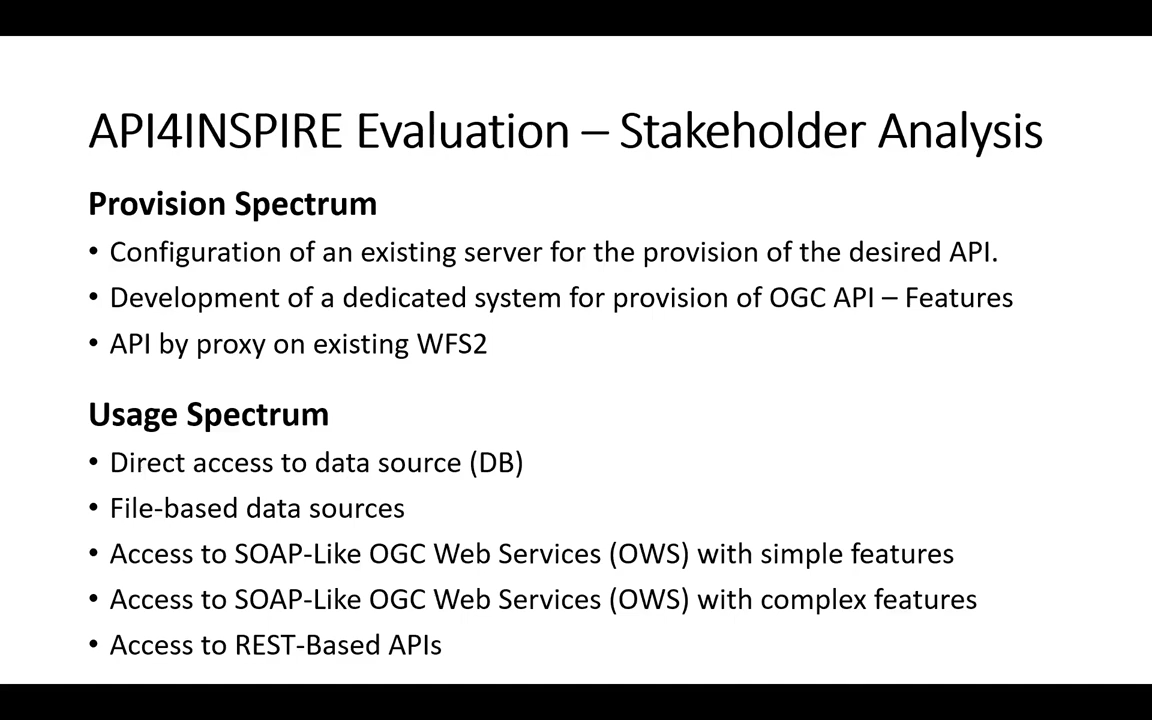 API4INSPIRE Evaluation – Stakeholder Analysis
Provision Spectrum
• Configuration of an existing server for the provision of the desired API.
• Development of a dedicated system for provision of OGC API – Features
• API by proxy on existing WFS2
Usage Spectrum
• Direct access to data source (DB)
• File-based data sources
• Access to SOAP-Like OGC Web Services (OWS) with simple features
• Access to SOAP-Like OGC Web Services (OWS) with complex features
• Access to REST-Based APIs